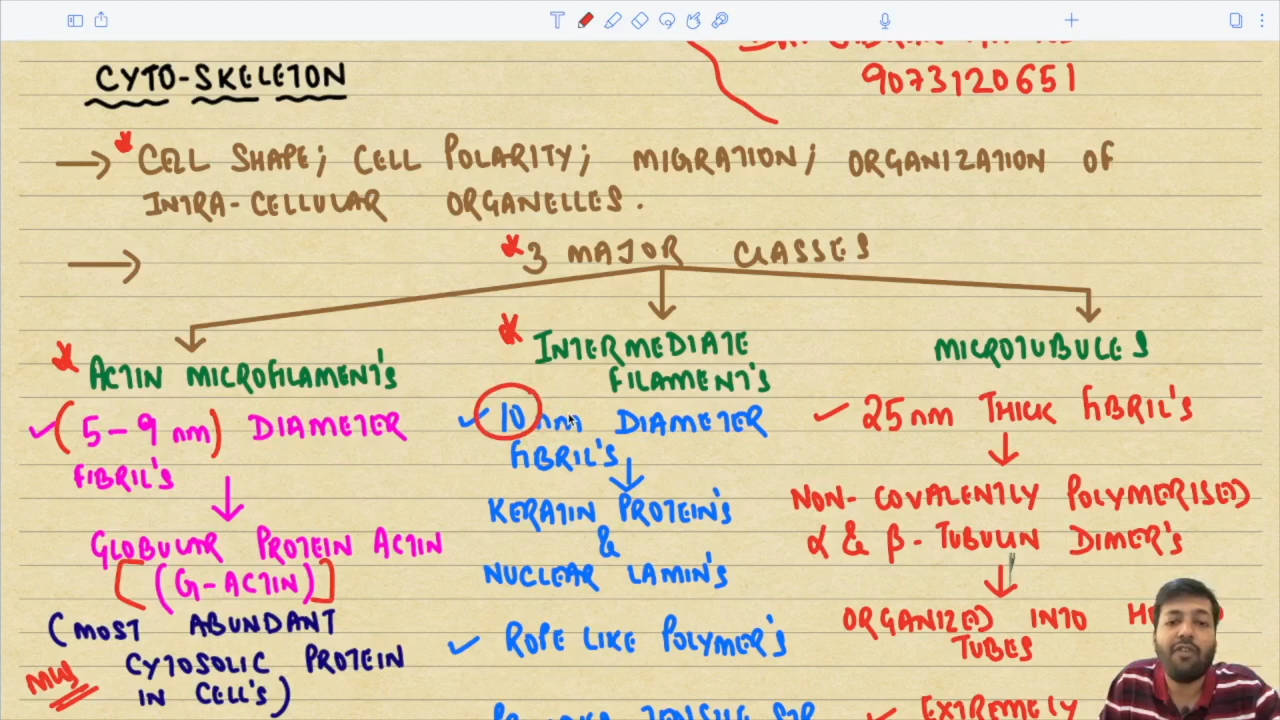 9073120651
CYTO-SKELETON
→ * CELL SHAPE; CELL POLARITY; MIGRATION; ORGANIZATION OF
INTRA-CELLULAR ORGANELLES.
→ * 3 MAJOR CLASSES
* ACTIN MICROFILAMENT'S
✓ (5-9 nm) DIAMETER
FIBRIL'S
↓
GLOBULAR PROTEIN ACTIN
[(G-ACTIN)]
(MOST ABUNDANT
CYTOSOLIC PROTEIN
IN CELL'S)
* INTERMEDIATE
FILAMENT'S
✓ 10 nm DIAMETER
FIBRIL'S
↓
KERATIN PROTEIN'S
&
NUCLEAR LAMIN'S
✓ ROPE LIKE POLYMER'S
MICROTUBULES
✓ 25nm THICK FIBRIL'S
↓
NON-COVALENTLY POLYMERISED
α & β-TUBULIN DIMER'S
↓
ORGANIZED INTO
TUBES
✓ EXTREMELY